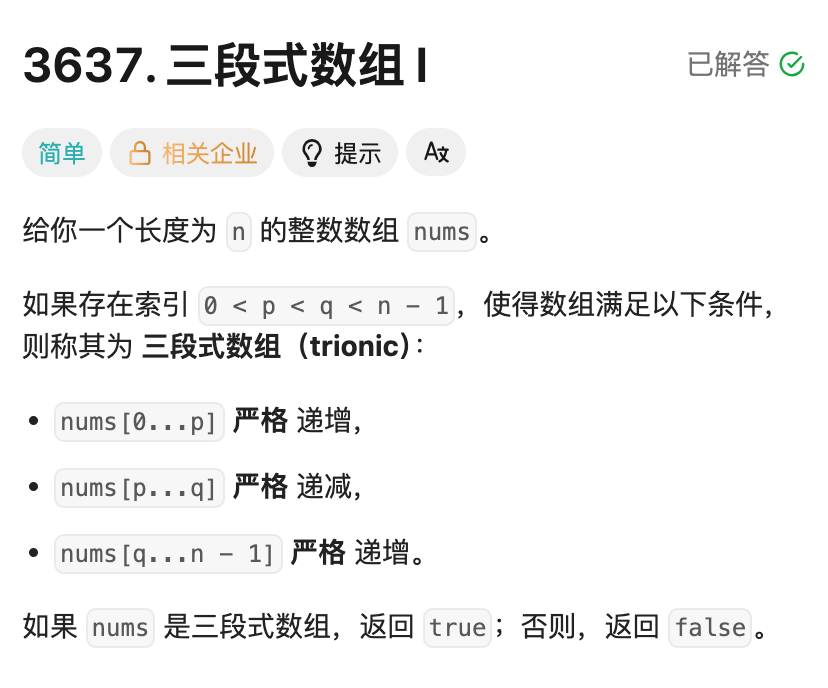 3637. 三段式数组 I
已解答
简单 相关企业 提示
给你一个长度为 n 的整数数组 nums 。
如果存在索引 0 < p < q < n - 1，使得数组满足以下条件，
则称其为 三段式数组（trionic）：
• nums[0...p] 严格 递增，
• nums[p...q] 严格 递减，
• nums[q...n - 1] 严格 递增。
如果 nums 是三段式数组，返回 true；否则，返回 false 。